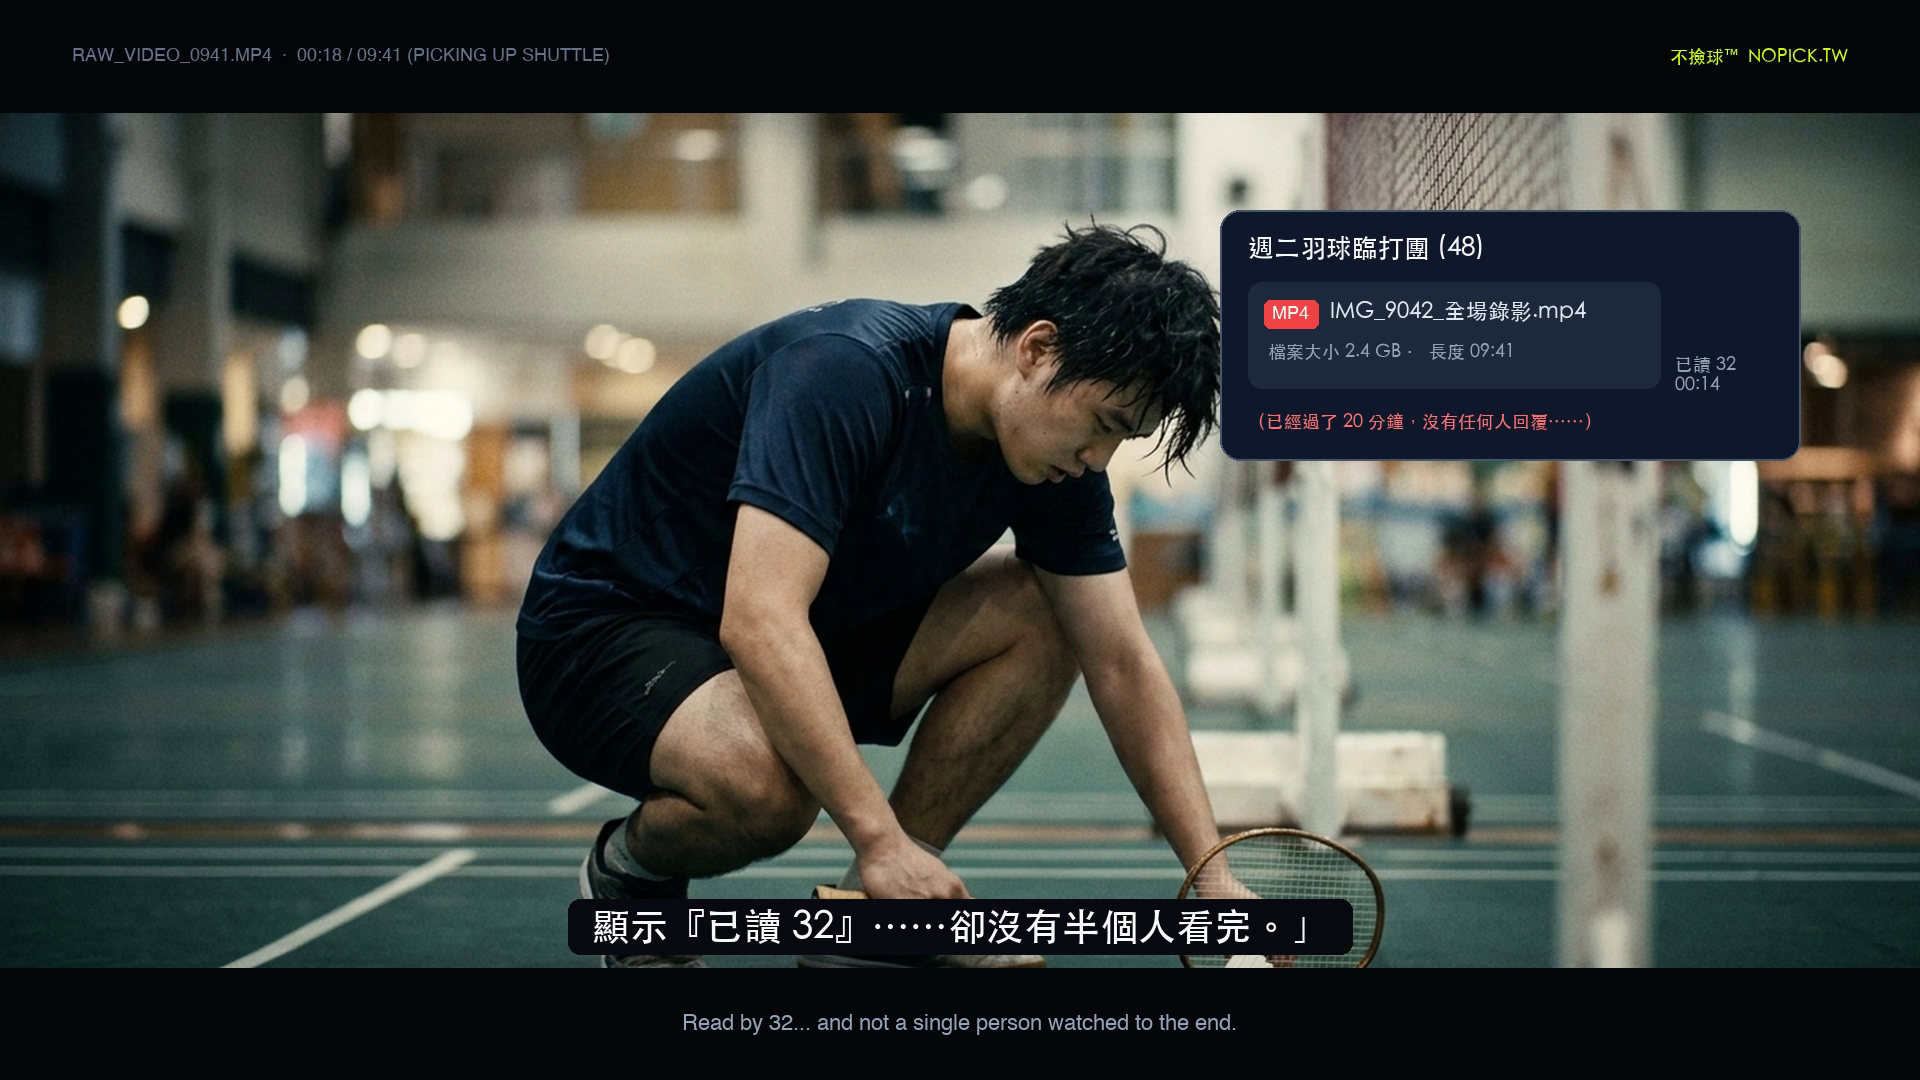 RAW_VIDEO_0941.MP4 · 00:18 / 09:41 (PICKING UP SHUTTLE)
不撿球™ NOPICK.TW
週二羽球臨打團 (48)
MP4 IMG_9042_全場錄影.mp4
檔案大小 2.4 GB · 長度 09:41
已讀 32
00:14
(已經過了 20 分鐘，沒有任何人回覆……)
顯示『已讀 32』……卻沒有半個人看完。」
Read by 32... and not a single person watched to the end.